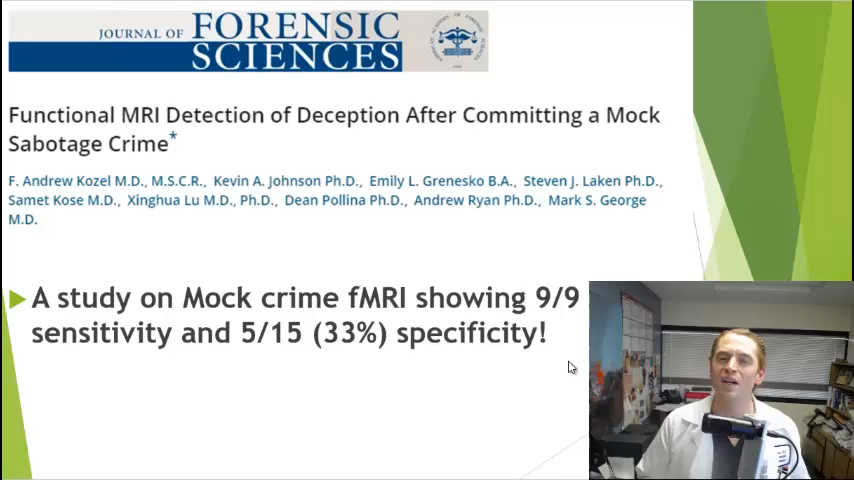 JOURNAL OF FORENSIC
SCIENCES
Functional MRI Detection of Deception After Committing a Mock
Sabotage Crime*
F. Andrew Kozel M.D., M.S.C.R., Kevin A. Johnson Ph.D., Emily L. Grenesko B.A., Steven J. Laken Ph.D.,
Samet Kose M.D., Xinghua Lu M.D., Ph.D., Dean Pollina Ph.D., Andrew Ryan Ph.D., Mark S. George
M.D.
A study on Mock crime fMRI showing 9/9
sensitivity and 5/15 (33%) specificity!